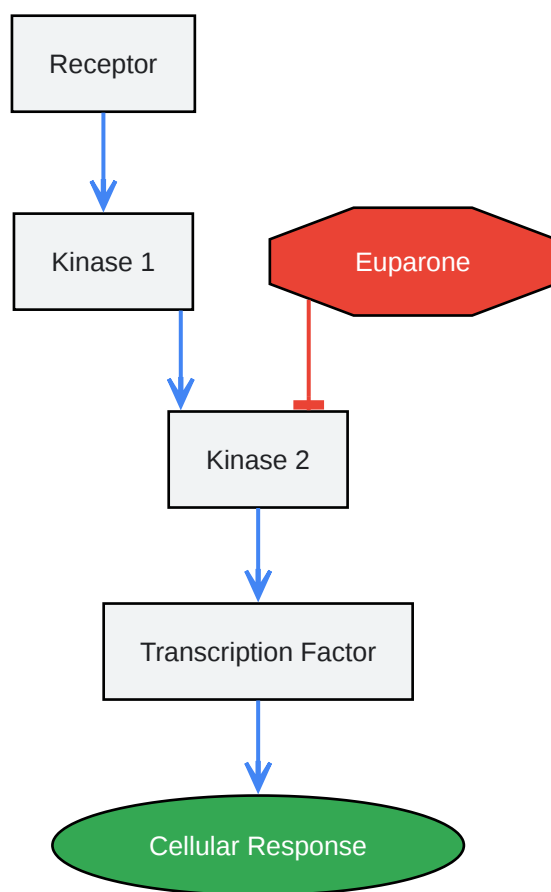 Receptor
Kinase 1
Euparone
Kinase 2
Transcription Factor
Cellular Response